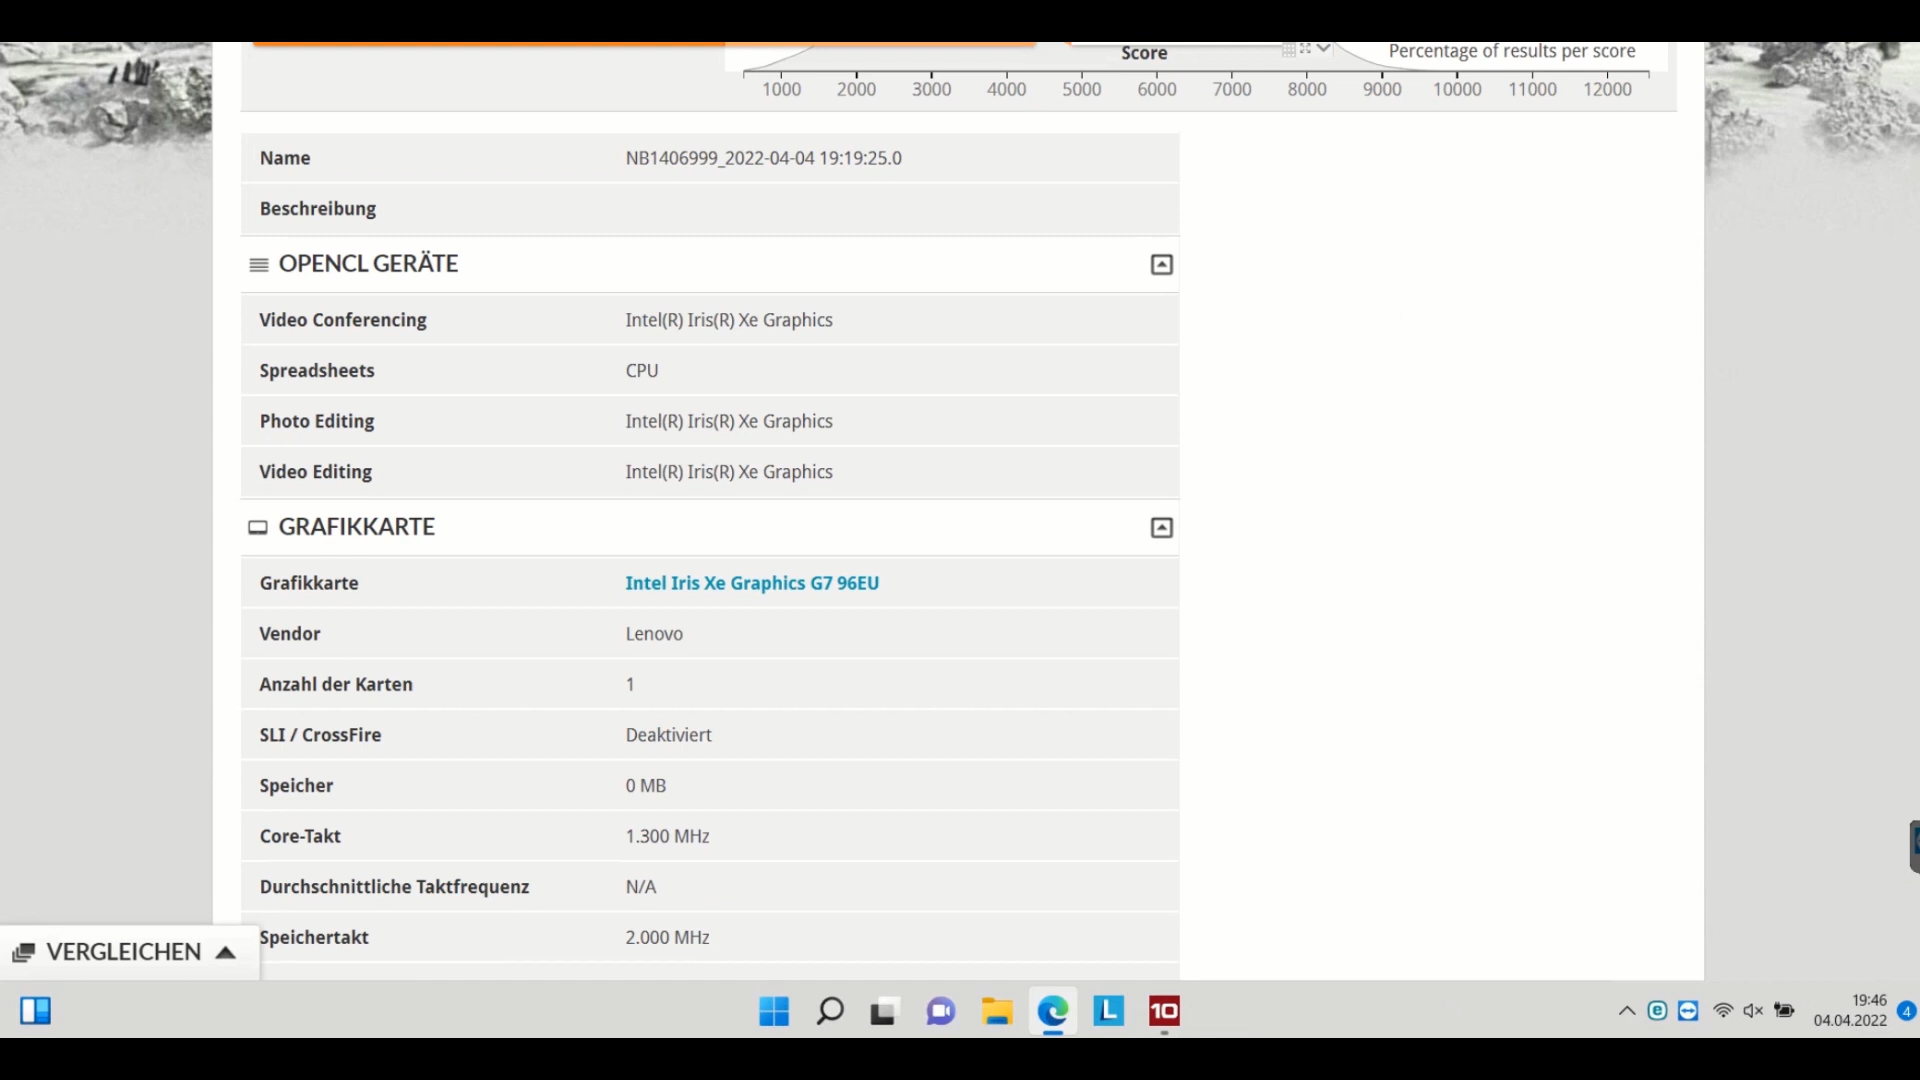 Score Percentage of results per score
1000 2000 3000 4000 5000 6000 7000 8000 9000 10000 11000 12000
Name NB1406999_2022-04-04 19:19:25.0
Beschreibung
OPENCL GERÄTE
Video Conferencing Intel(R) Iris(R) Xe Graphics
Spreadsheets CPU
Photo Editing Intel(R) Iris(R) Xe Graphics
Video Editing Intel(R) Iris(R) Xe Graphics
GRAFIKKARTE
Grafikkarte Intel Iris Xe Graphics G7 96EU
Vendor Lenovo
Anzahl der Karten 1
SLI / CrossFire Deaktiviert
Speicher 0 MB
Core-Takt 1.300 MHz
Durchschnittliche Taktfrequenz N/A
Speichertakt 2.000 MHz
VERGLEICHEN
L 10 e 19:46
04.04.2022 4